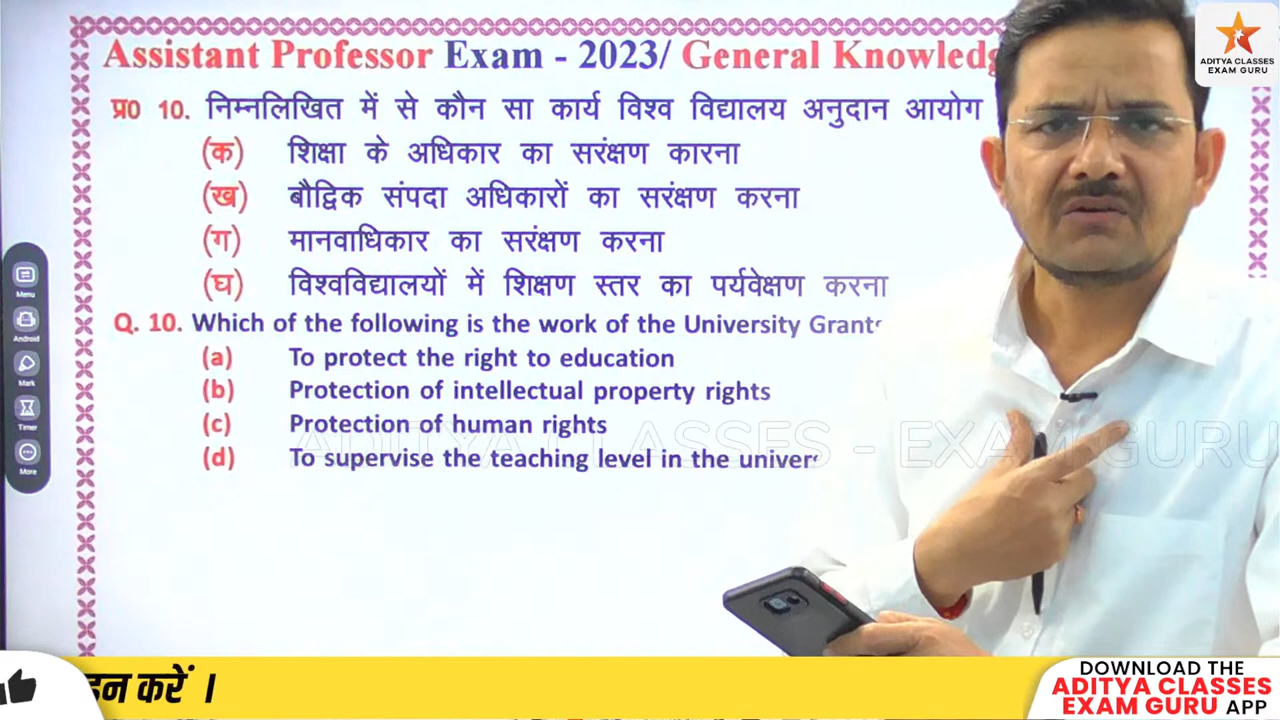 Assistant Professor Exam - 2023/ General Knowledg
प्र0 10. निम्नलिखित में से कौन सा कार्य विश्व विद्यालय अनुदान आयोग
(क) शिक्षा के अधिकार का सरंक्षण कारना
(ख) बौद्विक संपदा अधिकारों का सरंक्षण करना
(ग) मानवाधिकार का सरंक्षण करना
(घ) विश्वविद्यालयों में शिक्षण स्तर का पर्यवेक्षण करना
Q. 10. Which of the following is the work of the University Grants
(a) To protect the right to education
(b) Protection of intellectual property rights
(c) Protection of human rights
(d) To supervise the teaching level in the univer
ADITYA CLASSES - EXAM GURU
Menu
Android
Mark
Timer
More
ADITYA CLASSES
EXAM GURU
करें ।
DOWNLOAD THE
ADITYA CLASSES
EXAM GURU APP